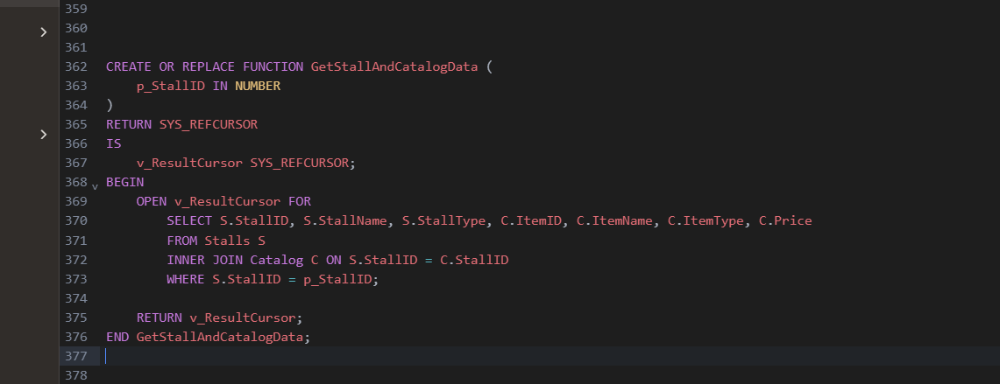 359
360
361
362 CREATE OR REPLACE FUNCTION GetStallAndCatalogData (
363     p_StallID IN NUMBER
364 )
365 RETURN SYS_REFCURSOR
366 IS
367     v_ResultCursor SYS_REFCURSOR;
368 BEGIN
369     OPEN v_ResultCursor FOR
370         SELECT S.StallID, S.StallName, S.StallType, C.ItemID, C.ItemName, C.ItemType, C.Price
371         FROM Stalls S
372         INNER JOIN Catalog C ON S.StallID = C.StallID
373         WHERE S.StallID = p_StallID;
374
375     RETURN v_ResultCursor;
376 END GetStallAndCatalogData;
377
378